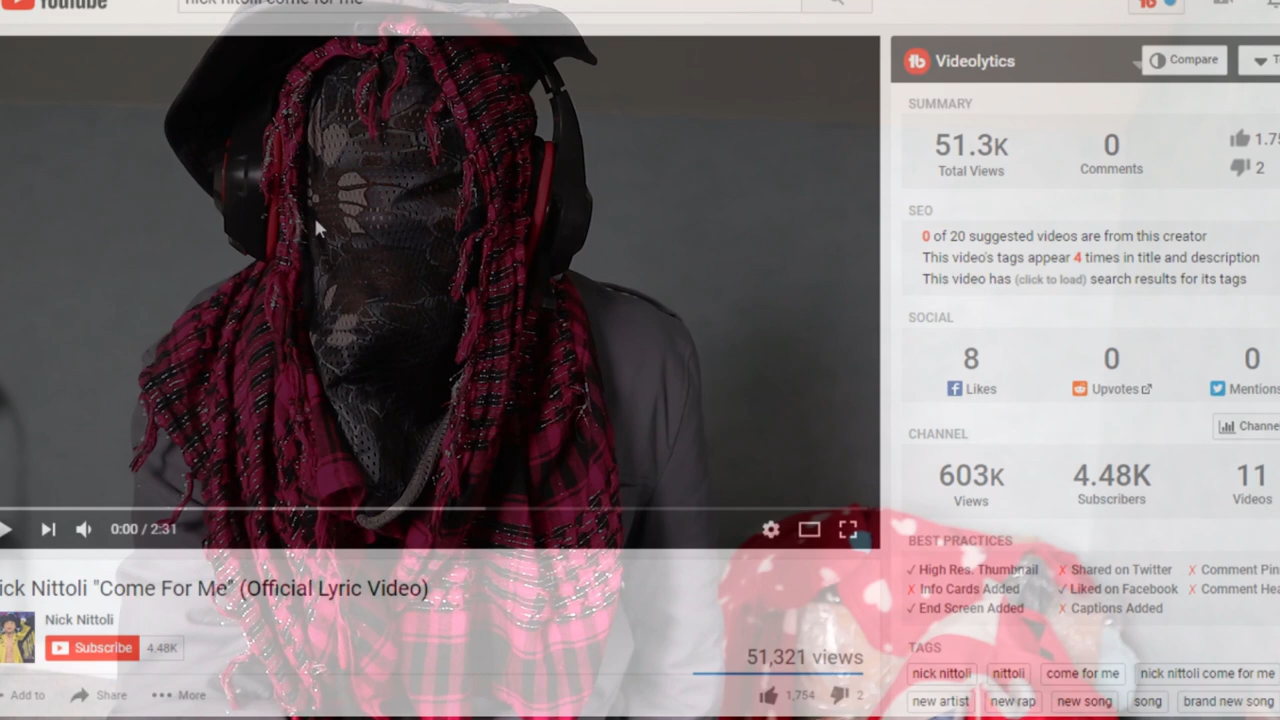 YouTube
nick nittoli come for me
Videolytics
Compare
SUMMARY
51.3K
0
Total Views
Comments
2
SEO
0 of 20 suggested videos are from this creator
This video's tags appear 4 times in title and description
This video has (click to load) search results for its tags
SOCIAL
8
0
0
Likes
Upvotes
Mentions
CHANNEL
603K
4.48K
11
Views
Subscribers
Videos
0:00 / 2:31
BEST PRACTICES
✓ High Res. Thumbnail
✗ Shared on Twitter
✗ Comment Pin
✗ Info Cards Added
✓ Liked on Facebook
✗ Comment Hea
✓ End Screen Added
✗ Captions Added
ick Nittoli "Come For Me" (Official Lyric Video)
Nick Nittoli
Subscribe 4.48K
51,321 views
Add to
Share
More
1,754
2
TAGS
nick nittoli
nittoli
come for me
nick nittoli come for me
new artist
new rap
new song
song
brand new song